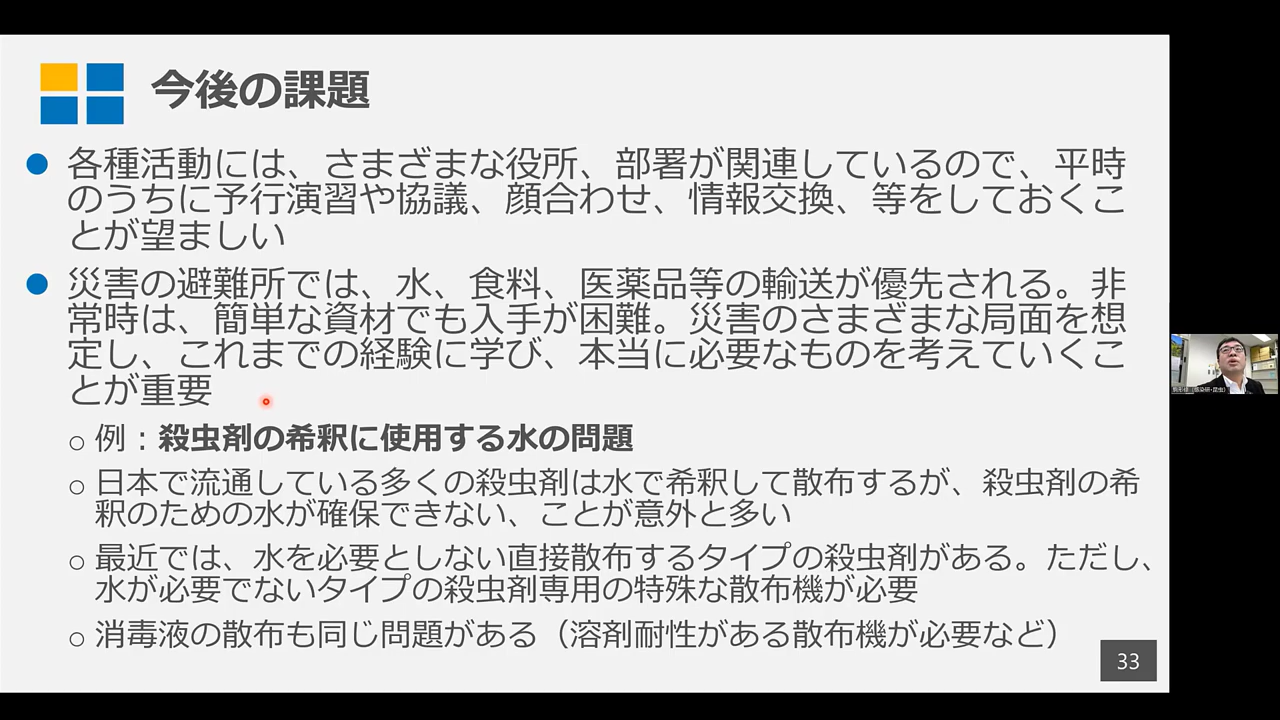 今後の課題
● 各種活動には、さまざまな役所、部署が関連しているので、平時
のうちに予行演習や協議、顔合わせ、情報交換、等をしておくこ
とが望ましい
● 災害の避難所では、水、食料、医薬品等の輸送が優先される。非
常時は、簡単な資材でも入手が困難。災害のさまざまな局面を想
定し、これまでの経験に学び、本当に必要なものを考えていくこ
とが重要
○ 例：殺虫剤の希釈に使用する水の問題
○ 日本で流通している多くの殺虫剤は水で希釈して散布するが、殺虫剤の希
釈のための水が確保できない、ことが意外と多い
○ 最近では、水を必要としない直接散布するタイプの殺虫剤がある。ただし、
水が必要でないタイプの殺虫剤専用の特殊な散布機が必要
○ 消毒液の散布も同じ問題がある（溶剤耐性がある散布機が必要など）
33